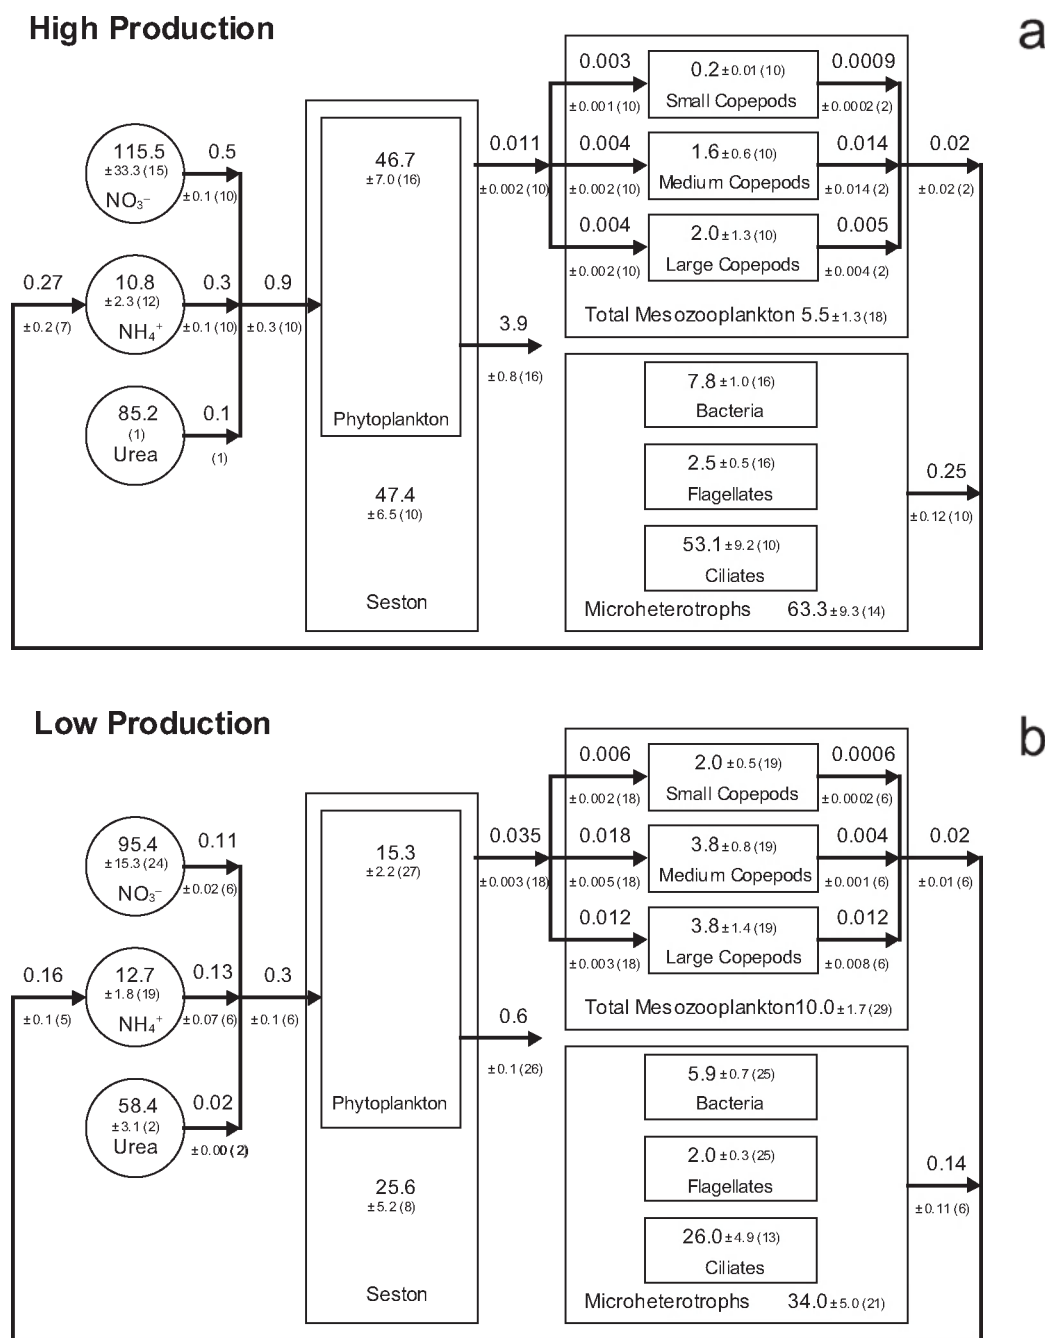 High Production
a
115.5
±33.3 (15)
NO₃⁻
0.5
±0.1 (10)
0.27
±0.2 (7)
10.8
±2.3 (12)
NH₄⁺
0.3
±0.1 (10)
0.9
±0.3 (10)
85.2
(1)
Urea
0.1
(1)
46.7
±7.0 (16)
Phytoplankton
47.4
±6.5 (10)
Seston
0.011
±0.002 (10)
3.9
±0.8 (16)
0.003
±0.001 (10)
0.2 ±0.01 (10)
Small Copepods
0.0009
±0.0002 (2)
0.004
±0.002 (10)
1.6 ±0.6 (10)
Medium Copepods
0.014
±0.014 (2)
0.004
±0.002 (10)
2.0 ±1.3 (10)
Large Copepods
0.005
±0.004 (2)
0.02
±0.02 (2)
Total Mesozooplankton 5.5 ±1.3 (18)
7.8 ±1.0 (16)
Bacteria
2.5 ±0.5 (16)
Flagellates
53.1 ±9.2 (10)
Ciliates
Microheterotrophs 63.3 ±9.3 (14)
0.25
±0.12 (10)
Low Production
b
95.4
±15.3 (24)
NO₃⁻
0.11
±0.02 (6)
0.16
±0.1 (5)
12.7
±1.8 (19)
NH₄⁺
0.13
±0.07 (6)
0.3
±0.1 (6)
58.4
±3.1 (2)
Urea
0.02
±0.00 (2)
15.3
±2.2 (27)
Phytoplankton
25.6
±5.2 (8)
Seston
0.035
±0.003 (18)
0.6
±0.1 (26)
0.006
±0.002 (18)
2.0 ±0.5 (19)
Small Copepods
0.0006
±0.0002 (6)
0.018
±0.005 (18)
3.8 ±0.8 (19)
Medium Copepods
0.004
±0.001 (6)
0.012
±0.003 (18)
3.8 ±1.4 (19)
Large Copepods
0.012
±0.008 (6)
0.02
±0.01 (6)
Total Mesozooplankton 10.0 ±1.7 (29)
5.9 ±0.7 (25)
Bacteria
2.0 ±0.3 (25)
Flagellates
26.0 ±4.9 (13)
Ciliates
Microheterotrophs 34.0 ±5.0 (21)
0.14
±0.11 (6)